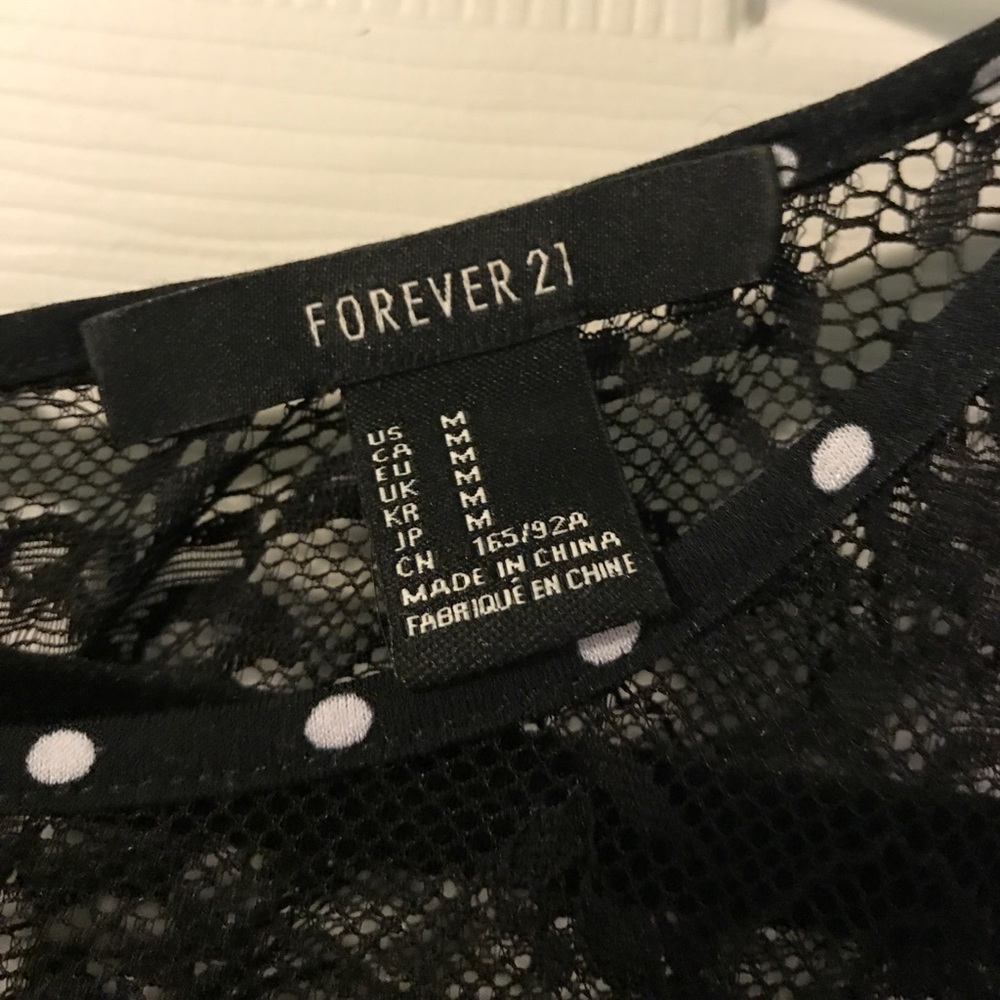 FOREVER 21
US M
CA M
EU M
UK M
KR M
JP M
CN 165/92A
MADE IN CHINA
FABRIQUÉ EN CHINE